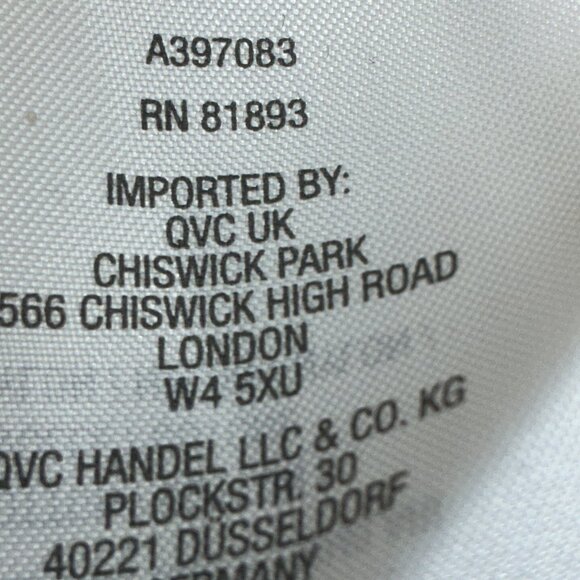 A397083
RN 81893
IMPORTED BY:
QVC UK
CHISWICK PARK
566 CHISWICK HIGH ROAD
LONDON
W4 5XU
QVC HANDEL LLC & CO. KG
PLOCKSTR. 30
40221 DÜSSELDORF
GERMANY